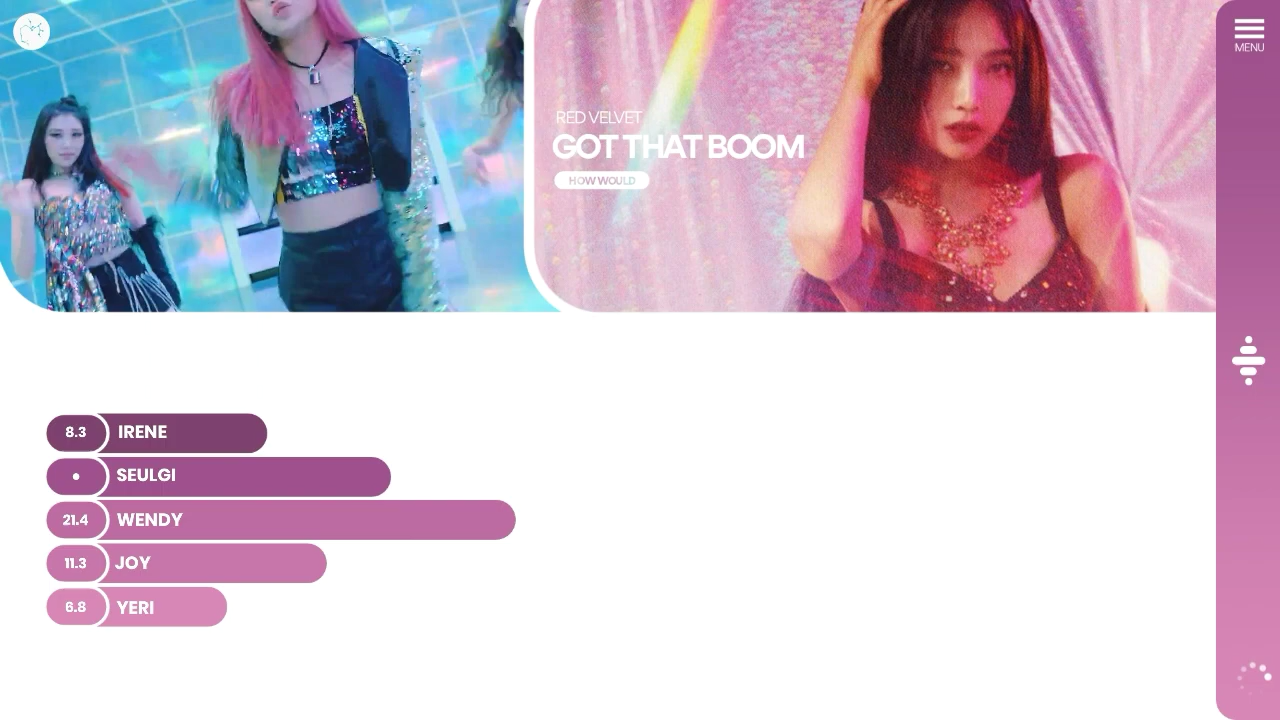 MENU
RED VELVET
GOT THAT BOOM
HOW WOULD
8.3 IRENE
• SEULGI
21.4 WENDY
11.3 JOY
6.8 YERI